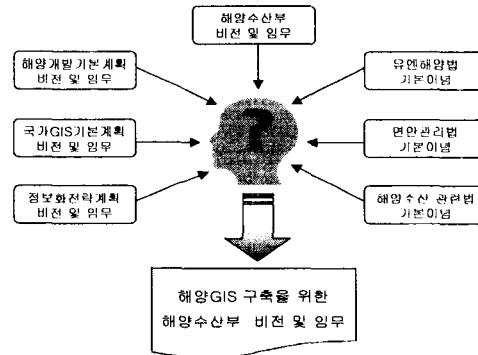 해양수산부
비전 및 임무
해양개발기본계획
비전 및 임무
유엔해양법
기본이념
국가GIS기본계획
비전 및 임무
?
면안관리법
기본이념
정보화전략계획
비전 및 임무
해양수산 관련법
기본이념
해양GIS 구축을 위한
해양수산부 비전 및 임무